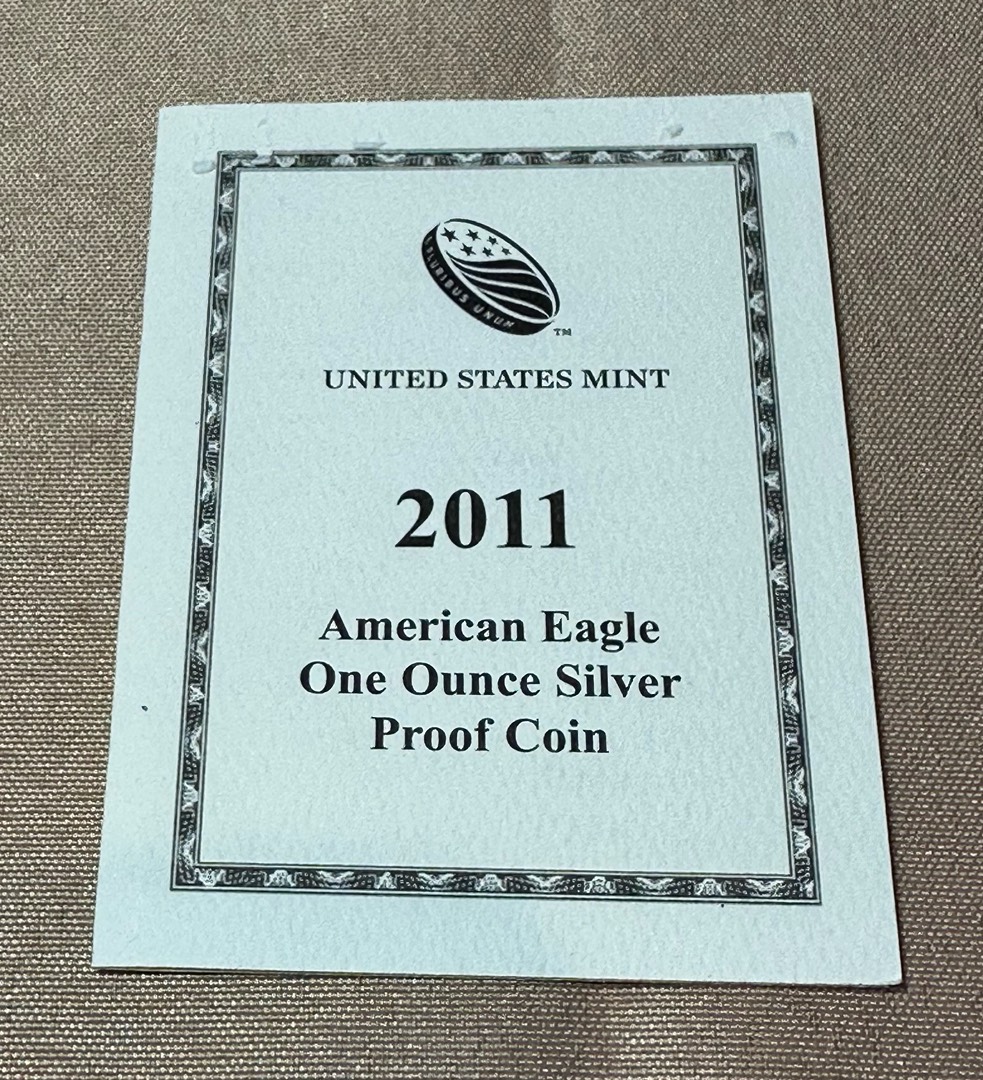 PLURIBUS UNUM
TM
UNITED STATES MINT
2011
American Eagle
One Ounce Silver
Proof Coin